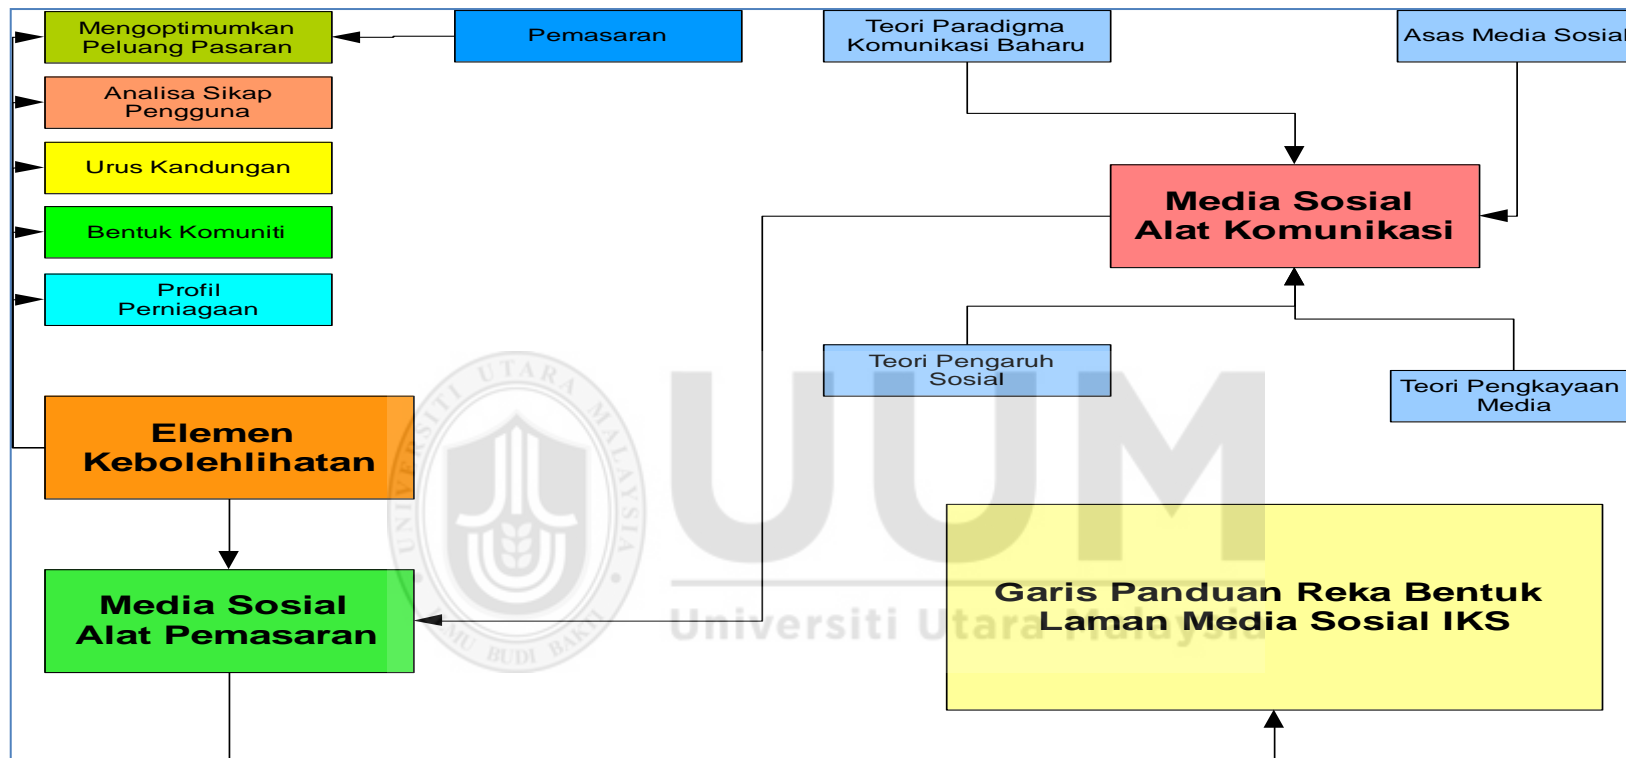 Mengoptimumkan
Peluang Pasaran
Pemasaran
Teori Paradigma
Komunikasi Baharu
Asas Media Sosial
Analisa Sikap
Pengguna
Urus Kandungan
Bentuk Komuniti
Profil
Perniagaan
Media Sosial
Alat Komunikasi
Teori Pengaruh
Sosial
Teori Pengkayaan
Media
Elemen
Kebolehlihatan
Media Sosial
Alat Pemasaran
Garis Panduan Reka Bentuk
Laman Media Sosial IKS
UNIVERSITI UTARA MALAYSIA
ILMU BUDI BAKTI
UUM
Universiti Utara Malaysia